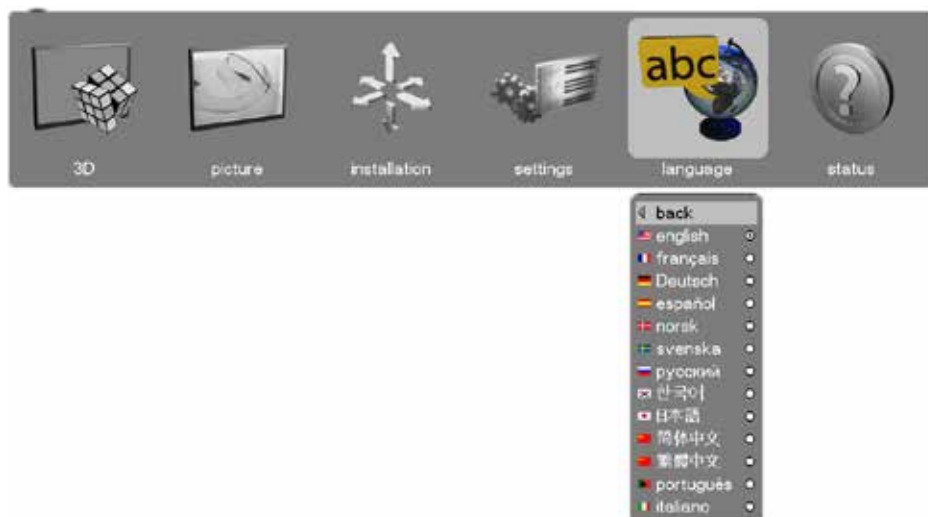 abc
3D picture installation settings language status
back
english
français
Deutsch
español
norsk
svenska
русский
한국어
日本語
简体中文
繁體中文
português
italiano